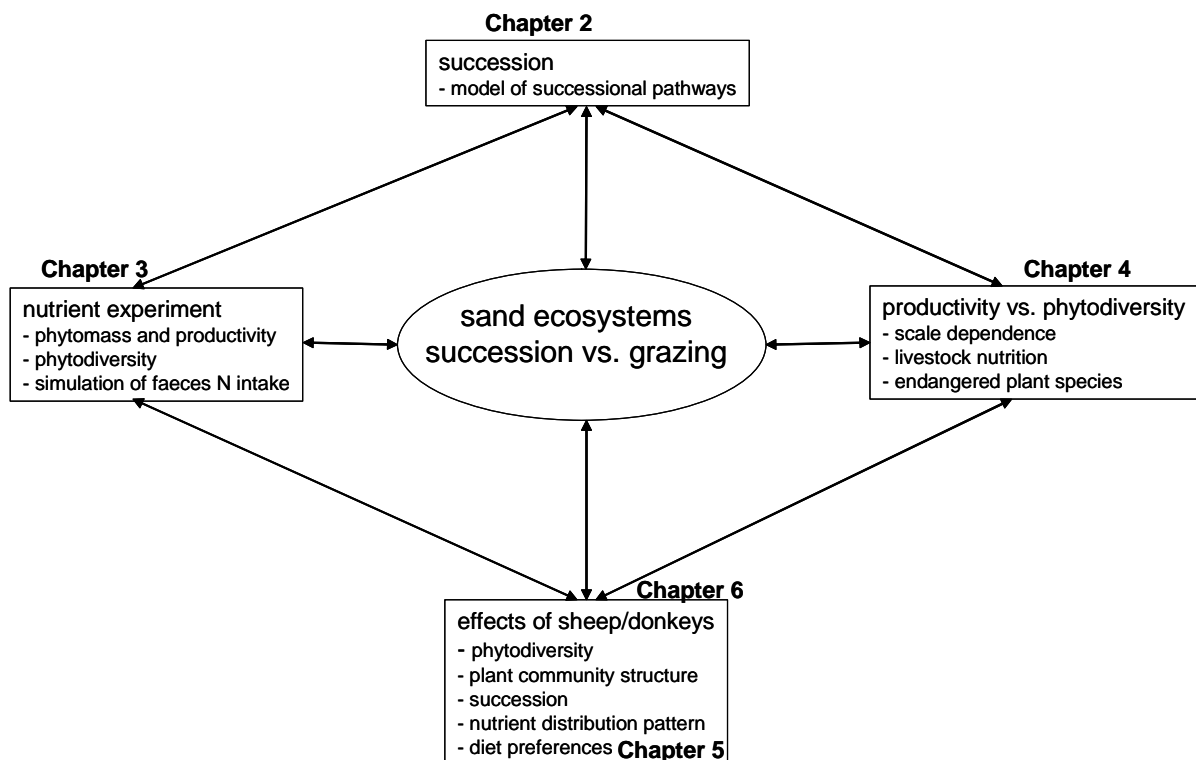 Chapter 2
succession
- model of successional pathways
Chapter 3
nutrient experiment
- phytomass and productivity
- phytodiversity
- simulation of faeces N intake
sand ecosystems
succession vs. grazing
Chapter 4
productivity vs. phytodiversity
- scale dependence
- livestock nutrition
- endangered plant species
Chapter 6
effects of sheep/donkeys
- phytodiversity
- plant community structure
- succession
- nutrient distribution pattern
- diet preferences Chapter 5